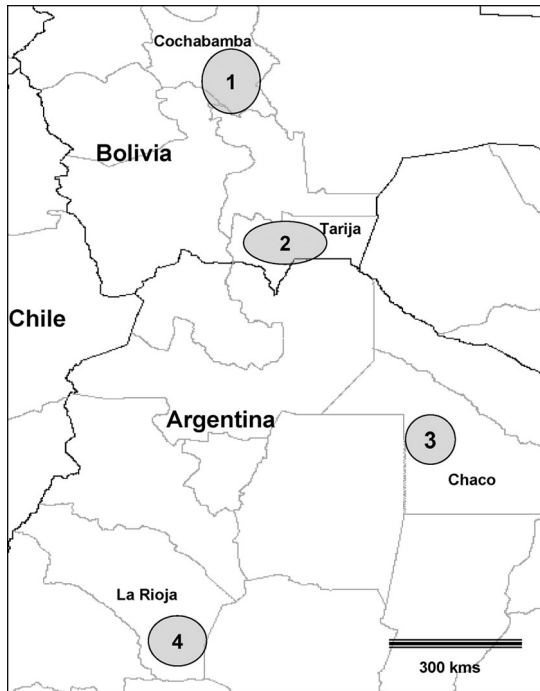 Cochabamba
1
Bolivia
Tarija
2
Chile
Argentina
3
Chaco
La Rioja
4
300 kms